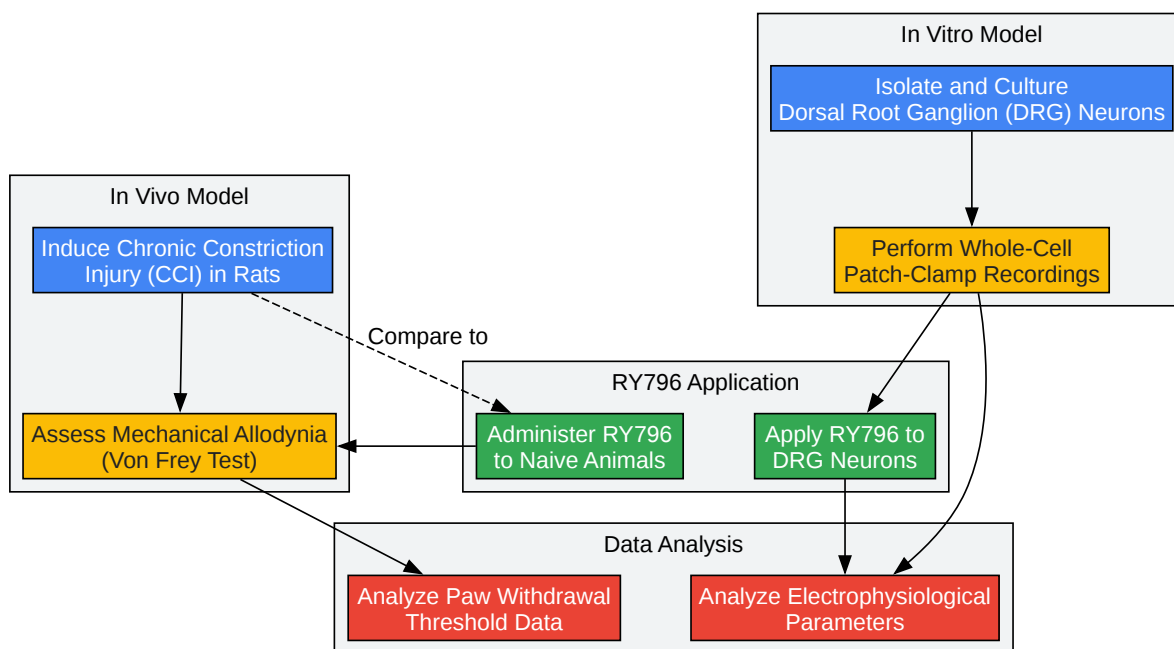 In Vitro Model
Isolate and Culture
Dorsal Root Ganglion (DRG) Neurons
Perform Whole-Cell
Patch-Clamp Recordings
In Vivo Model
Induce Chronic Constriction
Injury (CCI) in Rats
Compare to
Assess Mechanical Allodynia
(Von Frey Test)
RY796 Application
Administer RY796
to Naive Animals
Apply RY796 to
DRG Neurons
Data Analysis
Analyze Paw Withdrawal
Threshold Data
Analyze Electrophysiological
Parameters